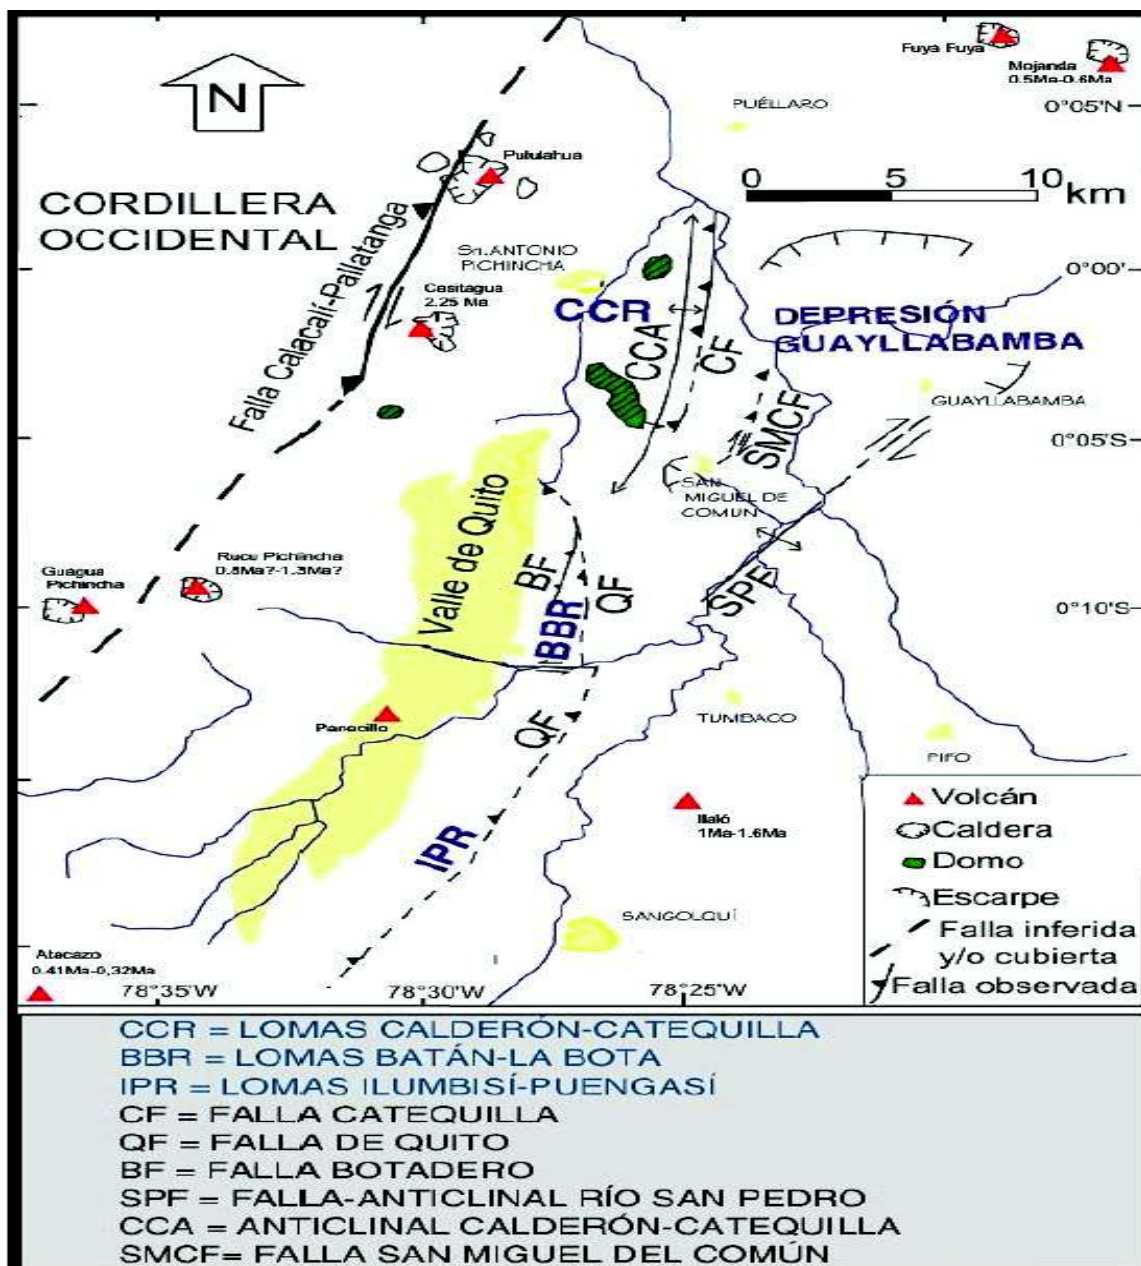 Fuya Fuya
Mojanda
0.5Ma-0.6Ma
N
PUÉLLARO
0°05'N
Pululahua
0 5 10 km
CORDILLERA
OCCIDENTAL
Falla Calacalí-Pallatanga
Sn. ANTONIO
PICHINCHA
0°00'
Casitagua
2.25 Ma
CCR
CCA
CF
DEPRESIÓN
GUAYLLABAMBA
GUAYLLABAMBA
SMCF
0°05'S
SAN
MIGUEL DE
COMÚN
Valle de Quito
Rucu Pichincha
0.8Ma?-1.3Ma?
Guagua
Pichincha
BF
QF
BBR
SPF
0°10'S
Panecillo
QF
TUMBACO
PIFO
Ilaló
1Ma-1.6Ma
IPR
SANGOLQUÍ
Atacazo
0.41Ma-0,32Ma
78°35'W
78°30'W
78°25'W
Volcán
Caldera
Domo
Escarpe
Falla inferida
y/o cubierta
Falla observada
CCR = LOMAS CALDERÓN-CATEQUILLA
BBR = LOMAS BATÁN-LA BOTA
IPR = LOMAS ILUMBISÍ-PUENGASÍ
CF = FALLA CATEQUILLA
QF = FALLA DE QUITO
BF = FALLA BOTADERO
SPF = FALLA-ANTICLINAL RÍO SAN PEDRO
CCA = ANTICLINAL CALDERÓN-CATEQUILLA
SMCF= FALLA SAN MIGUEL DEL COMÚN